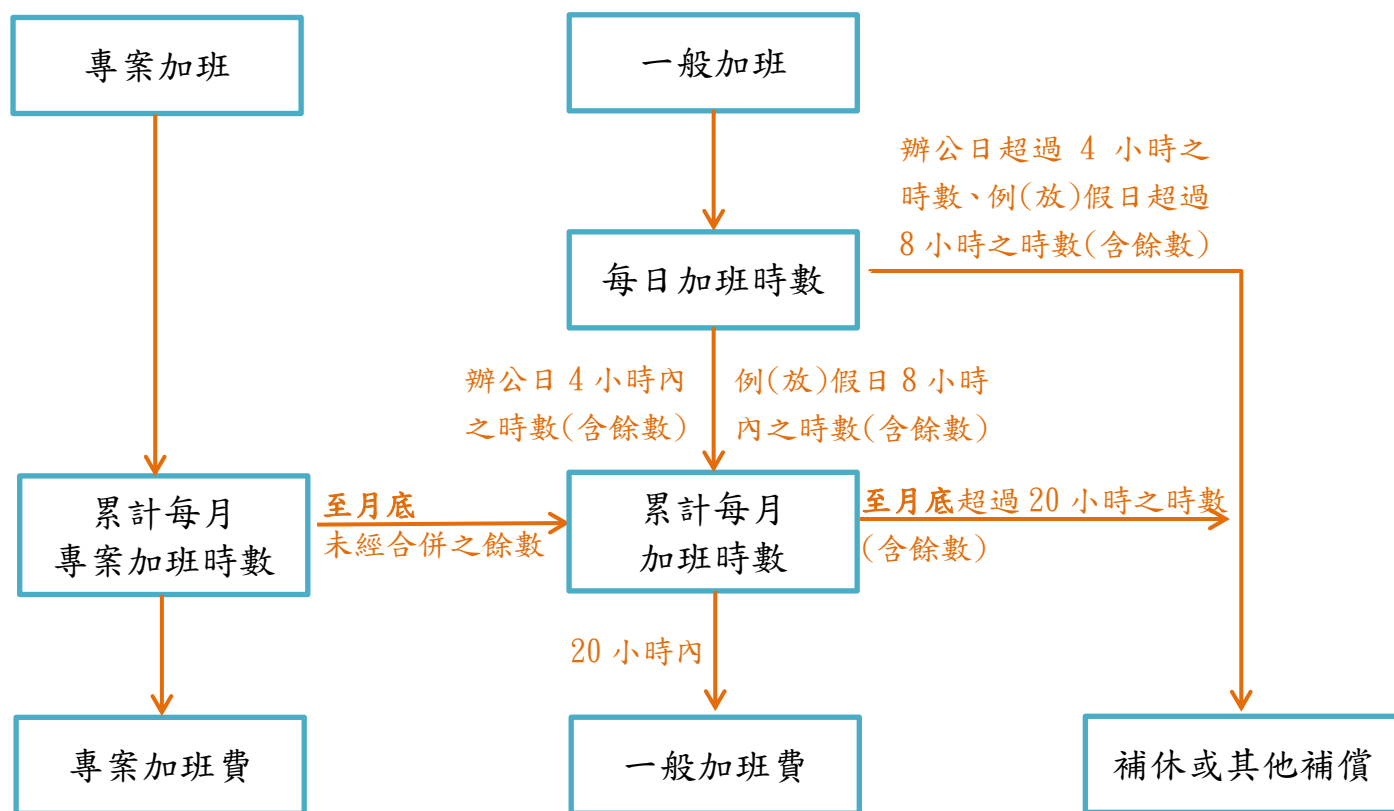 專案加班
一般加班
辦公日超過 4 小時之
時數、例(放)假日超過
8 小時之時數(含餘數)
每日加班時數
辦公日 4 小時內
之時數(含餘數)
例(放)假日 8 小時
內之時數(含餘數)
累計每月
專案加班時數
至月底
未經合併之餘數
累計每月
加班時數
至月底超過 20 小時之時數
(含餘數)
20 小時內
專案加班費
一般加班費
補休或其他補償